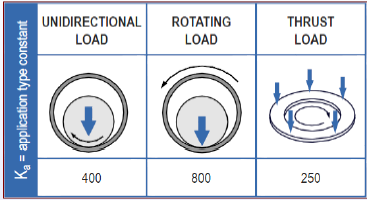 Ka = application type constant
UNIDIRECTIONAL
LOAD
ROTATING
LOAD
THRUST
LOAD
400
800
250